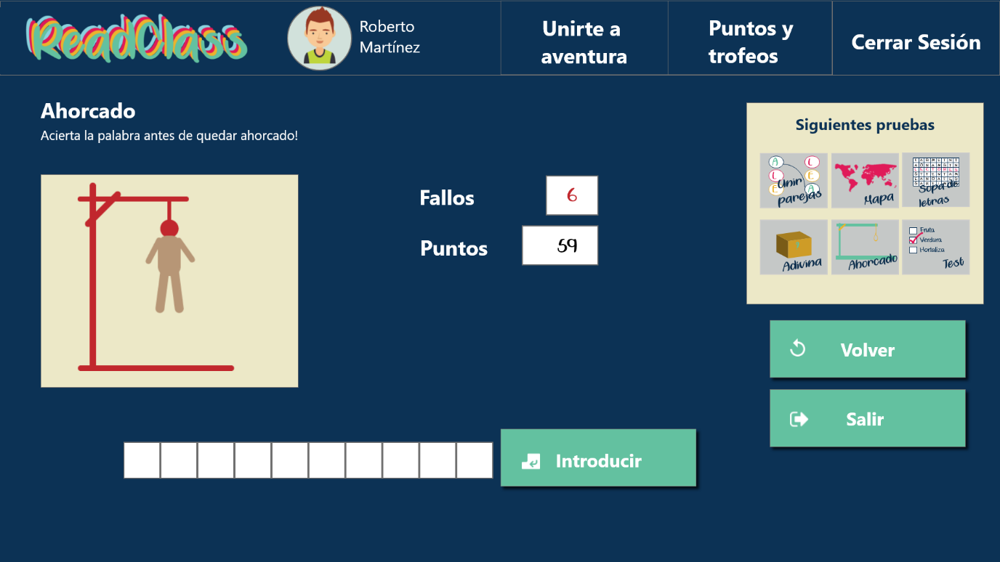 ReadClass
Roberto
Martínez
Unirte a
aventura
Puntos y
trofeos
Cerrar Sesión
Ahorcado
Acierta la palabra antes de quedar ahorcado!
Fallos
6
Puntos
59
Siguientes pruebas
A
L
L
E
E
A
Unir
parejas
Mapa
Sopa de
letras
Adivina
Ahorcado
Fruta
Verdura
Hortaliza
Test
Volver
Salir
Introducir